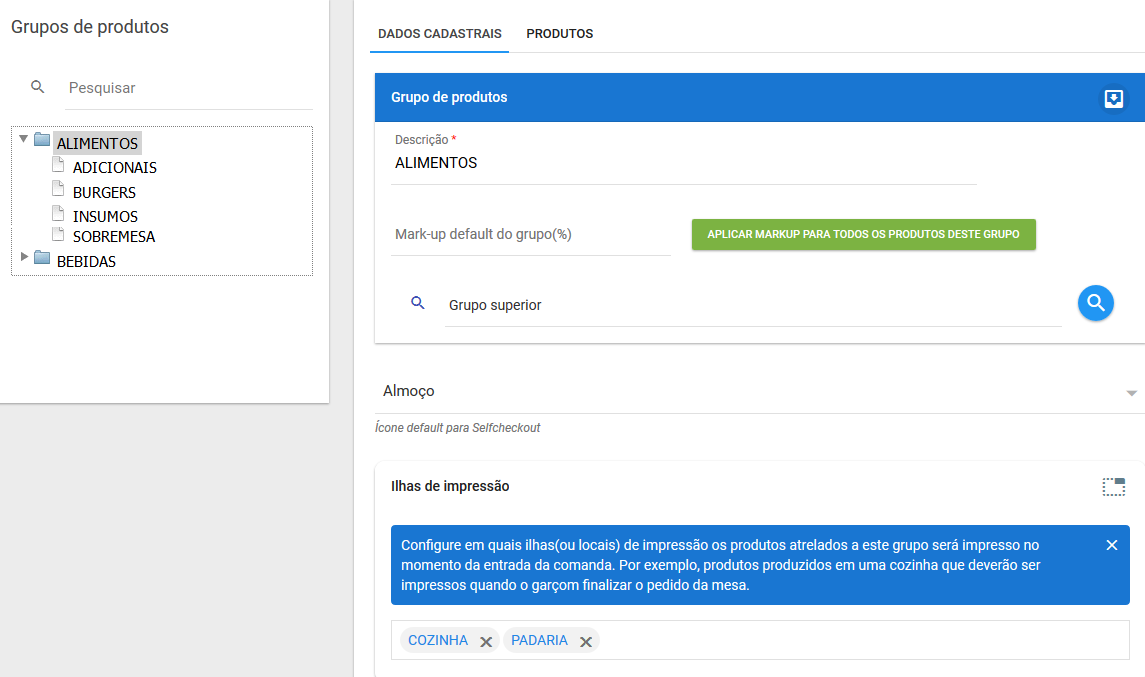 Grupos de produtos
Pesquisar
ALIMENTOS
ADICIONAIS
BURGERS
INSUMOS
SOBREMESA
BEBIDAS
DADOS CADASTRAIS PRODUTOS
Grupo de produtos
Descrição *
ALIMENTOS
Mark-up default do grupo(%) APLICAR MARKUP PARA TODOS OS PRODUTOS DESTE GRUPO
Grupo superior
Almoço
Ícone default para Selfcheckout
Ilhas de impressão
Configure em quais ilhas(ou locais) de impressão os produtos atrelados a este grupo será impresso no
momento da entrada da comanda. Por exemplo, produtos produzidos em uma cozinha que deverão ser
impressos quando o garçom finalizar o pedido da mesa.
COZINHA PADARIA